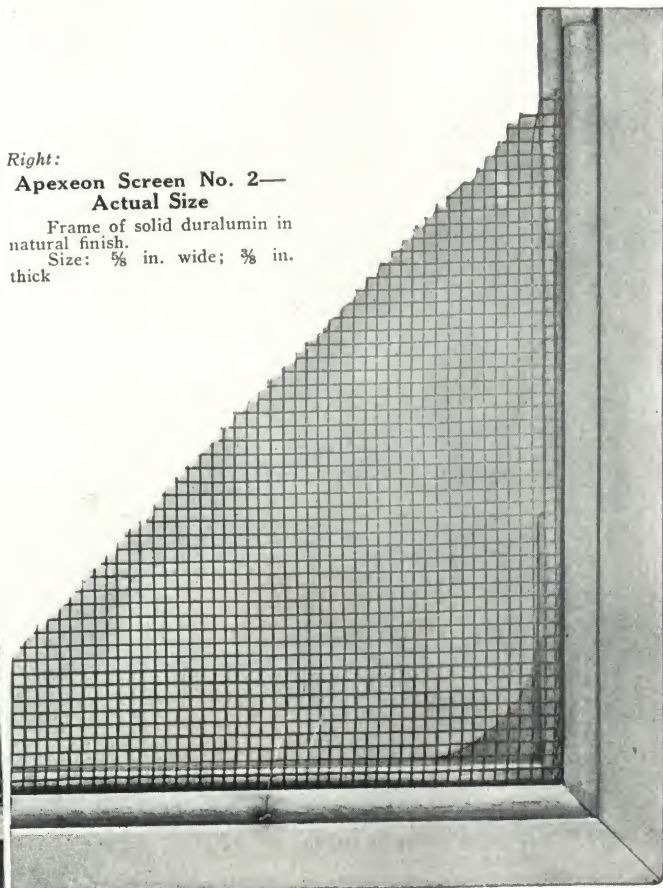 Right:
Apexeon Screen No. 2—
Actual Size
Frame of solid duralumin in
natural finish.
Size: ⅝ in. wide; ⅜ in.
thick